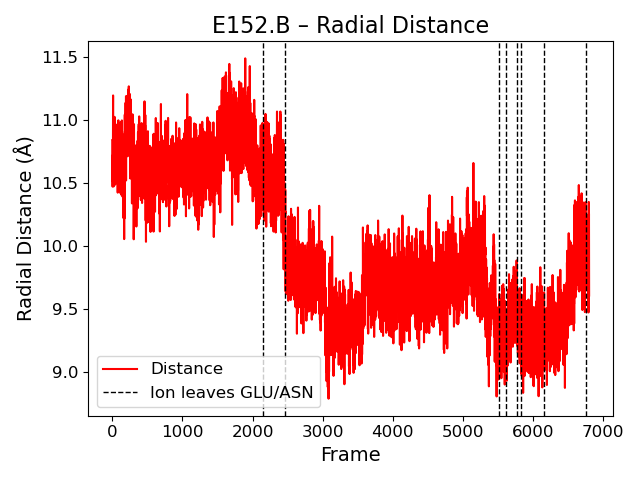 E152.B – Radial Distance
Radial Distance (Å)
11.5
11.0
10.5
10.0
9.5
9.0
Distance
Ion leaves GLU/ASN
0 1000 2000 3000 4000 5000 6000 7000
Frame